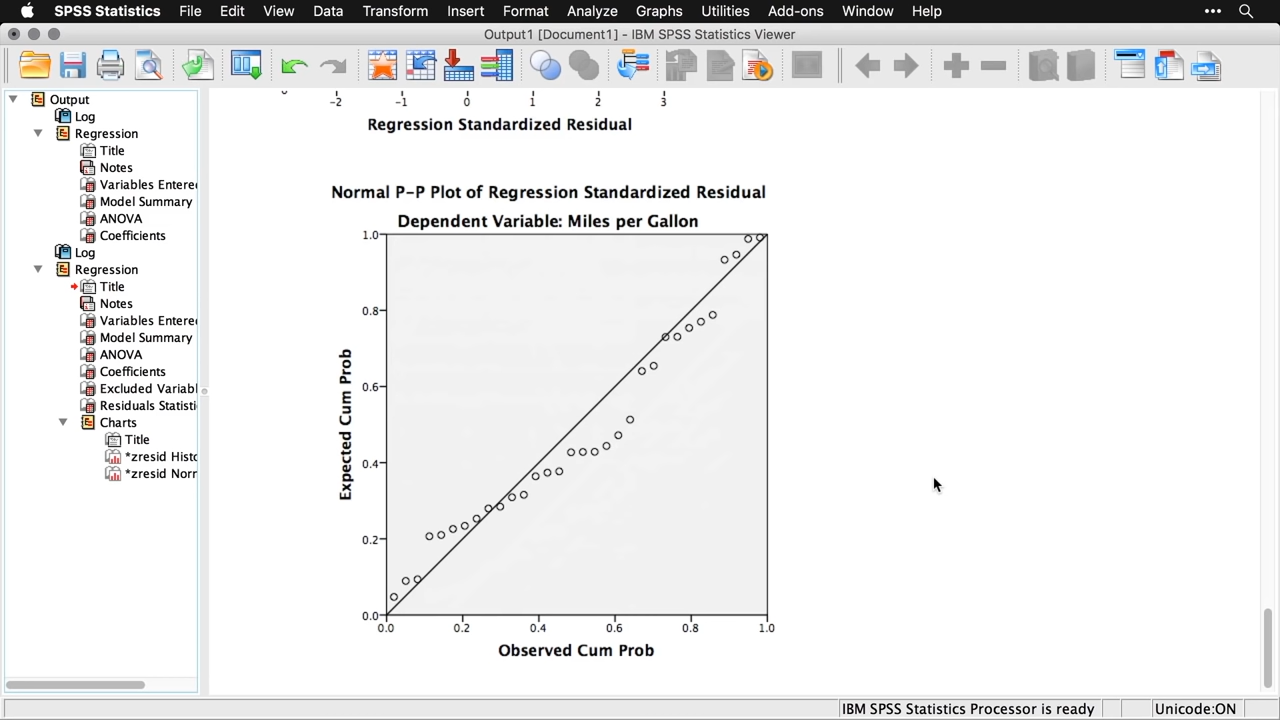 SPSS Statistics File Edit View Data Transform Insert Format Analyze Graphs Utilities Add-ons Window Help
Output1 [Document1] - IBM SPSS Statistics Viewer
Output
Log
Regression
Title
Notes
Variables Entere
Model Summary
ANOVA
Coefficients
Log
Regression
Title
Notes
Variables Entere
Model Summary
ANOVA
Coefficients
Excluded Variabl
Residuals Statisti
Charts
Title
*zresid Histo
*zresid Norr
-2 -1 0 1 2 3
Regression Standardized Residual
Normal P-P Plot of Regression Standardized Residual
Dependent Variable: Miles per Gallon
1.0
0.8
0.6
0.4
0.2
0.0
Expected Cum Prob
0.0 0.2 0.4 0.6 0.8 1.0
Observed Cum Prob
IBM SPSS Statistics Processor is ready Unicode:ON